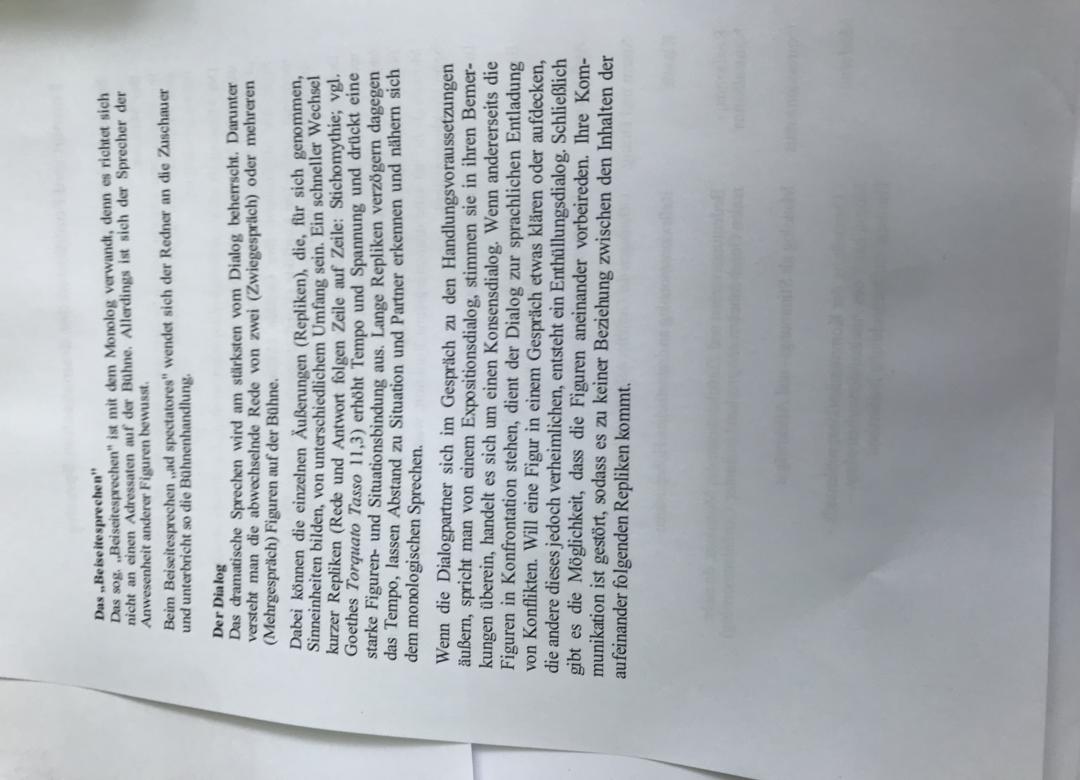 Das „Beiseitesprechen"
Das sog. „Beiseitesprechen" ist mit dem Monolog verwandt, denn es richtet sich
nicht an einen Adressaten auf der Bühne. Allerdings ist sich der Sprecher der
Anwesenheit anderer Figuren bewusst.
Beim Beiseitesprechen „ad spectatores" wendet sich der Redner an die Zuschauer
und unterbricht so die Bühnenhandlung.
Der Dialog
Das dramatische Sprechen wird am stärksten vom Dialog beherrscht. Darunter
versteht man die abwechselnde Rede von zwei (Zwiegespräch) oder mehreren
(Mehrgespräch) Figuren auf der Bühne.
Dabei können die einzelnen Äußerungen (Repliken), die, für sich genommen,
Sinneinheiten bilden, von unterschiedlichem Umfang sein. Ein schneller Wechsel
kurzer Repliken (Rede und Antwort folgen Zeile auf Zeile: Stichomythie; vgl.
Goethes Torquato Tasso 11,3) erhöht Tempo und Spannung und drückt eine
starke Figuren- und Situationsbindung aus. Lange Repliken verzögern dagegen
das Tempo, lassen Abstand zu Situation und Partner erkennen und nähern sich
dem monologischen Sprechen.
Wenn die Dialogpartner sich im Gespräch zu den Handlungsvoraussetzungen
äußern, spricht man von einem Expositionsdialog, stimmen sie in ihren Bemer-
kungen überein, handelt es sich um einen Konsensdialog. Wenn andererseits die
Figuren in Konfrontation stehen, dient der Dialog zur sprachlichen Entladung
von Konflikten. Will eine Figur in einem Gespräch etwas klären oder aufdecken,
die andere dieses jedoch verheimlichen, entsteht ein Enthüllungsdialog. Schließlich
gibt es die Möglichkeit, dass die Figuren aneinander vorbeireden. Ihre Kom-
munikation ist gestört, sodass es zu keiner Beziehung zwischen den Inhalten der
aufeinander folgenden Repliken kommt.